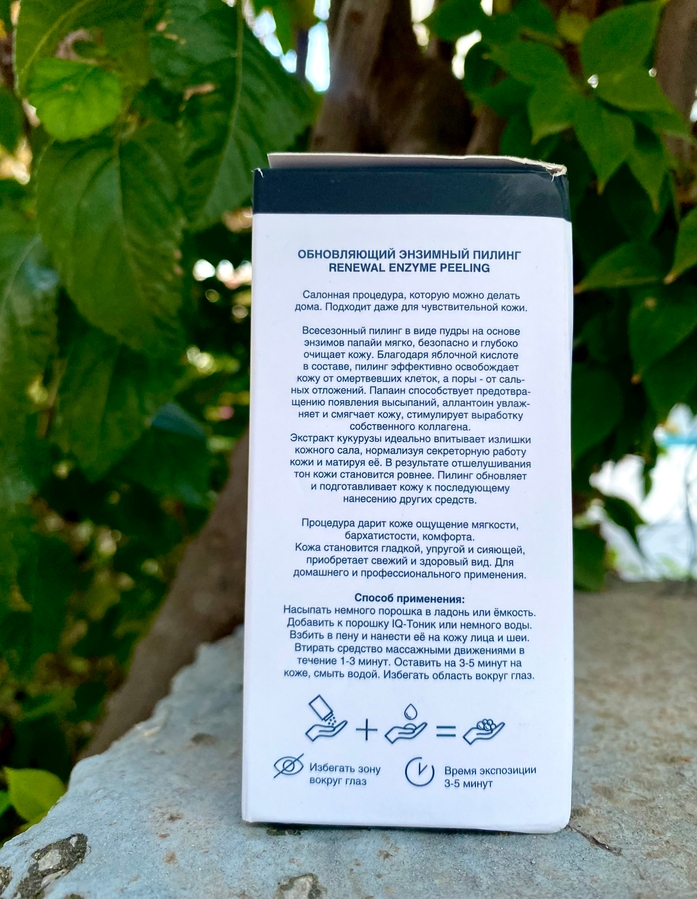 ОБНОВЛЯЮЩИЙ ЭНЗИМНЫЙ ПИЛИНГ
RENEWAL ENZYME PEELING
Салонная процедура, которую можно делать
дома. Подходит даже для чувствительной кожи.
Всесезонный пилинг в виде пудры на основе
энзимов папайи мягко, безопасно и глубоко
очищает кожу. Благодаря яблочной кислоте
в составе, пилинг эффективно освобождает
кожу от омертвевших клеток, а поры - от саль-
ных отложений. Папаин способствует предотвра-
щению появления высыпаний, аллантоин увлаж-
няет и смягчает кожу, стимулирует выработку
собственного коллагена.
Экстракт кукурузы идеально впитывает излишки
кожного сала, нормализуя секреторную работу
кожи и матируя её. В результате отшелушивания
тон кожи становится ровнее. Пилинг обновляет
и подготавливает кожу к последующему
нанесению других средств.
Процедура дарит коже ощущение мягкости,
бархатистости, комфорта.
Кожа становится гладкой, упругой и сияющей,
приобретает свежий и здоровый вид. Для
домашнего и профессионального применения.
Способ применения:
Насыпать немного порошка в ладонь или ёмкость.
Добавить к порошку IQ-Тоник или немного воды.
Взбить в пену и нанести её на кожу лица и шеи.
Втирать средство массажными движениями в
течение 1-3 минут. Оставить на 3-5 минут на
коже, смыть водой. Избегать область вокруг глаз.
+ =
Избегать зону
вокруг глаз
Время экспозиции
3-5 минут